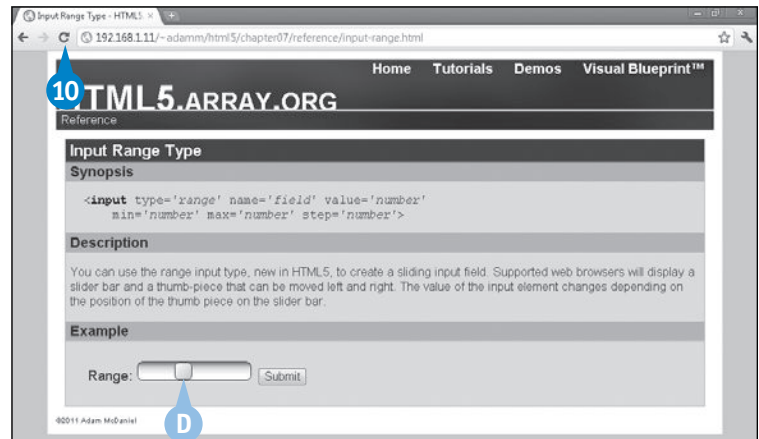 Input Range Type - HTML5 ×
192.168.1.11/~adamm/html5/chapter07/reference/input-range.html
10
Home Tutorials Demos Visual Blueprint™
TML5.ARRAY.ORG
Reference
Input Range Type
Synopsis
<input type='range' name='field' value='number'
min='number' max='number' step='number'>
Description
You can use the range input type, new in HTML5, to create a sliding input field. Supported web browsers will display a
slider bar and a thumb-piece that can be moved left and right. The value of the input element changes depending on
the position of the thumb piece on the slider bar.
Example
Range: Submit
©2011 Adam McDaniel
D